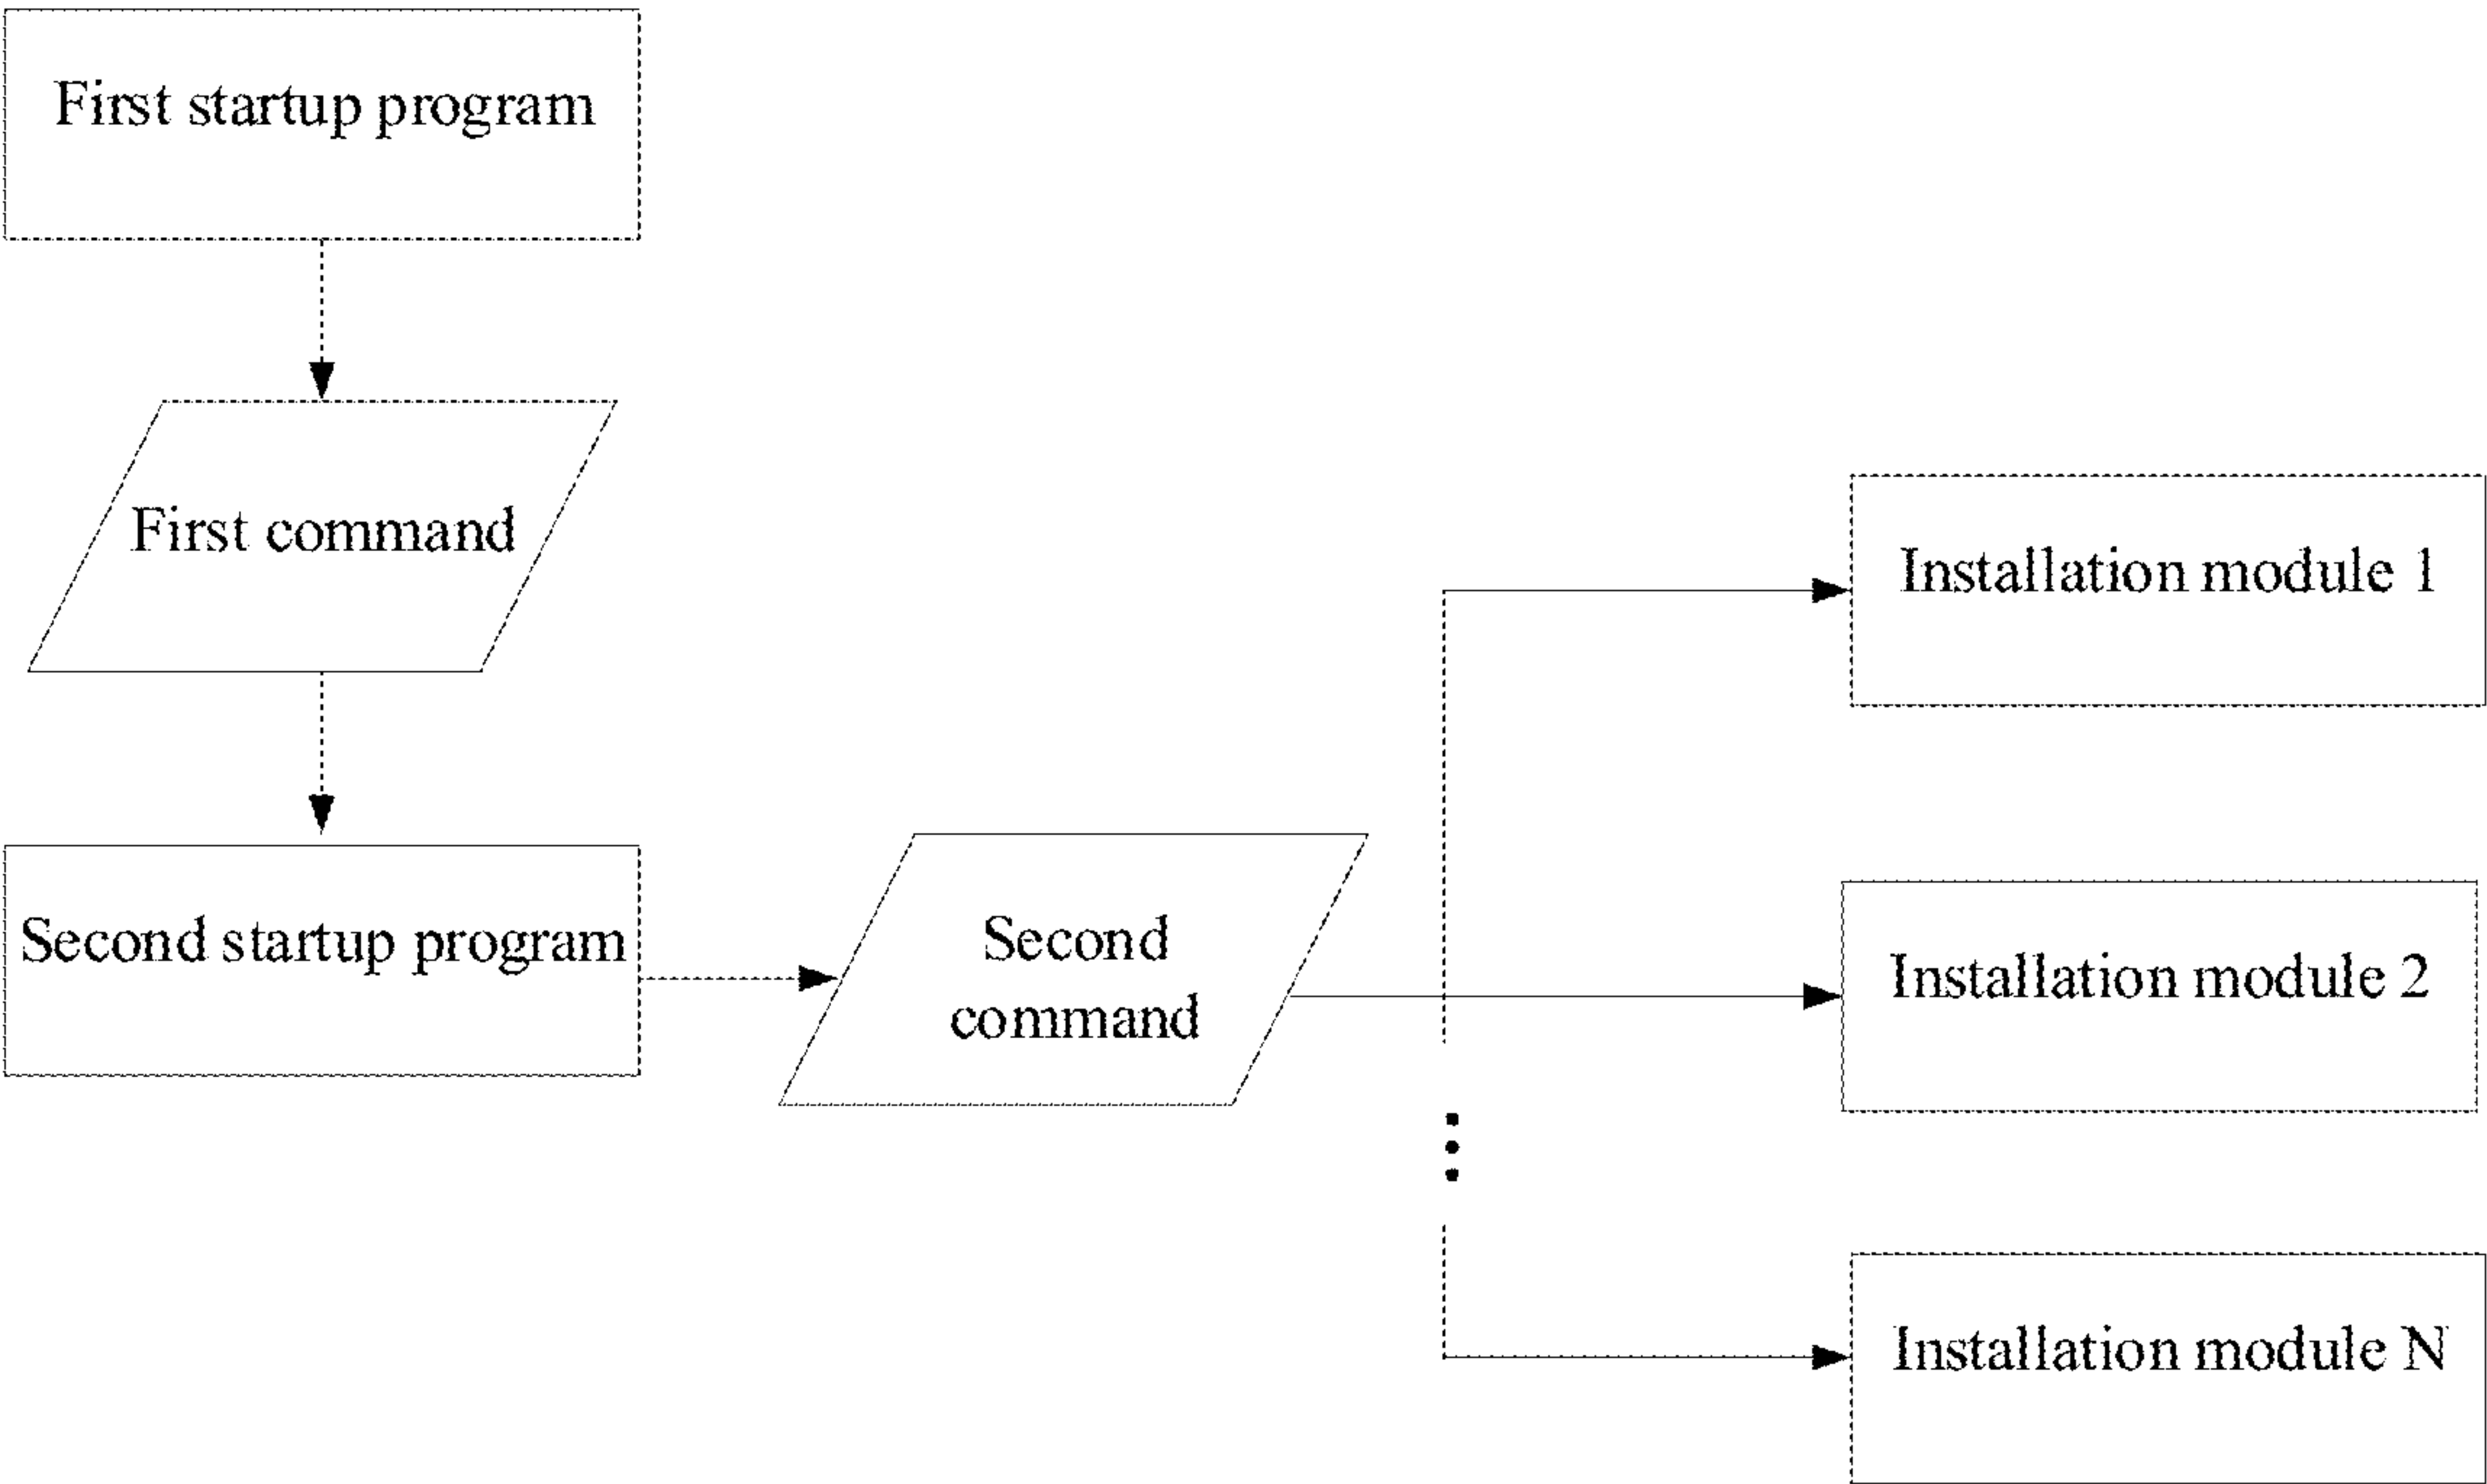 First startup program
First command
Second startup program
Second
command
Installation module 1
Installation module 2
Installation module N